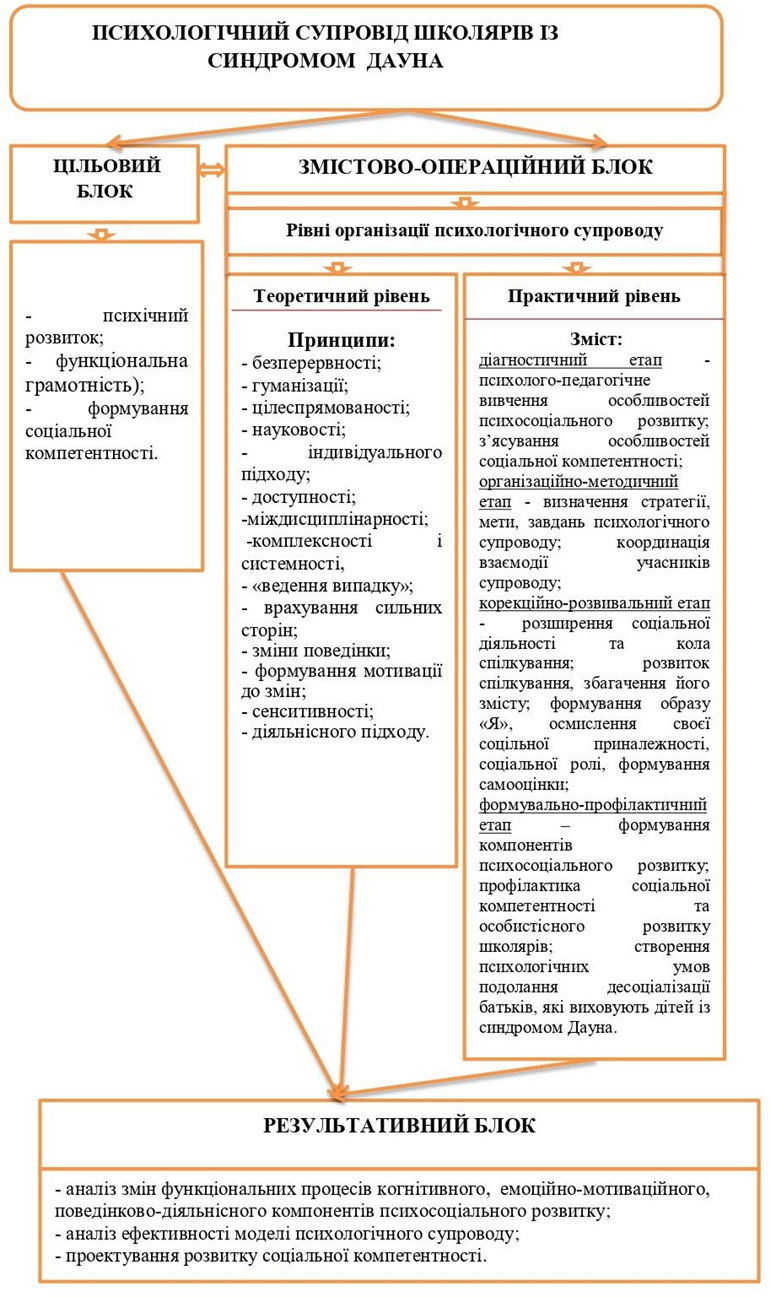 ПСИХОЛОГІЧНИЙ СУПРОВІД ШКОЛЯРІВ ІЗ
СИНДРОМОМ ДАУНА
ЦІЛЬОВИЙ
БЛОК
- психічний
розвиток;
- функціональна
грамотність);
- формування
соціальної
компетентності.
ЗМІСТОВО-ОПЕРАЦІЙНИЙ БЛОК
Рівні організації психологічного супроводу
Теоретичний рівень
Принципи:
- безперервності;
- гуманізації;
- цілеспрямованості;
- науковості;
- індивідуального
підходу;
- доступності;
-міждисциплінарності;
-комплексності і
системності,
- «ведення випадку»;
- врахування сильних
сторін;
- зміни поведінки;
- формування мотивації
до змін;
- сенситивності;
- діяльнісного підходу.
Практичний рівень
Зміст:
діагностичний етап -
психолого-педагогічне
вивчення особливостей
психосоціального розвитку;
з’ясування особливостей
соціальної компетентності;
організаційно-методичний
етап - визначення стратегії,
мети, завдань психологічного
супроводу; координація
взаємодії учасників
супроводу;
корекційно-розвивальний етап
- розширення соціальної
діяльності та кола
спілкування; розвиток
спілкування, збагачення його
змісту; формування образу
«Я», осмислення своєї
соцільної приналежності,
соціальної ролі, формування
самооцінки;
формувально-профілактичний
етап – формування
компонентів
психосоціального розвитку;
профілактика соціальної
компетентності та
особистісного розвитку
школярів; створення
психологічних умов
подолання десоціалізації
батьків, які виховують дітей із
синдромом Дауна.
РЕЗУЛЬТАТИВНИЙ БЛОК
- аналіз змін функціональних процесів когнітивного, емоційно-мотиваційного,
поведінково-діяльнісного компонентів психосоціального розвитку;
- аналіз ефективності моделі психологічного супроводу;
- проектування розвитку соціальної компетентності.